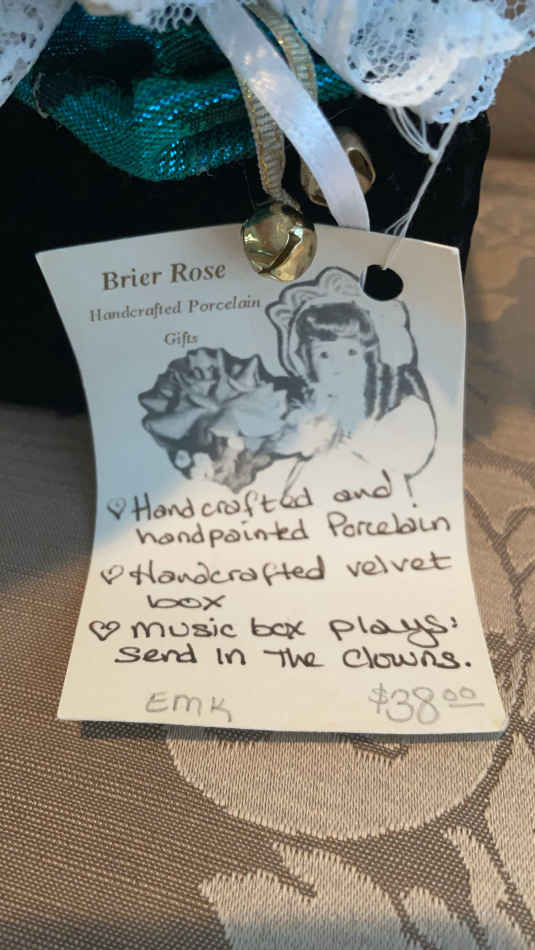 Brier Rose
Handcrafted Porcelain
Gifts
♡ Handcrafted and
handpainted Porcelain
♡ Handcrafted velvet
box
♡ music box plays:
Send In The Clowns.
EMK $38.00